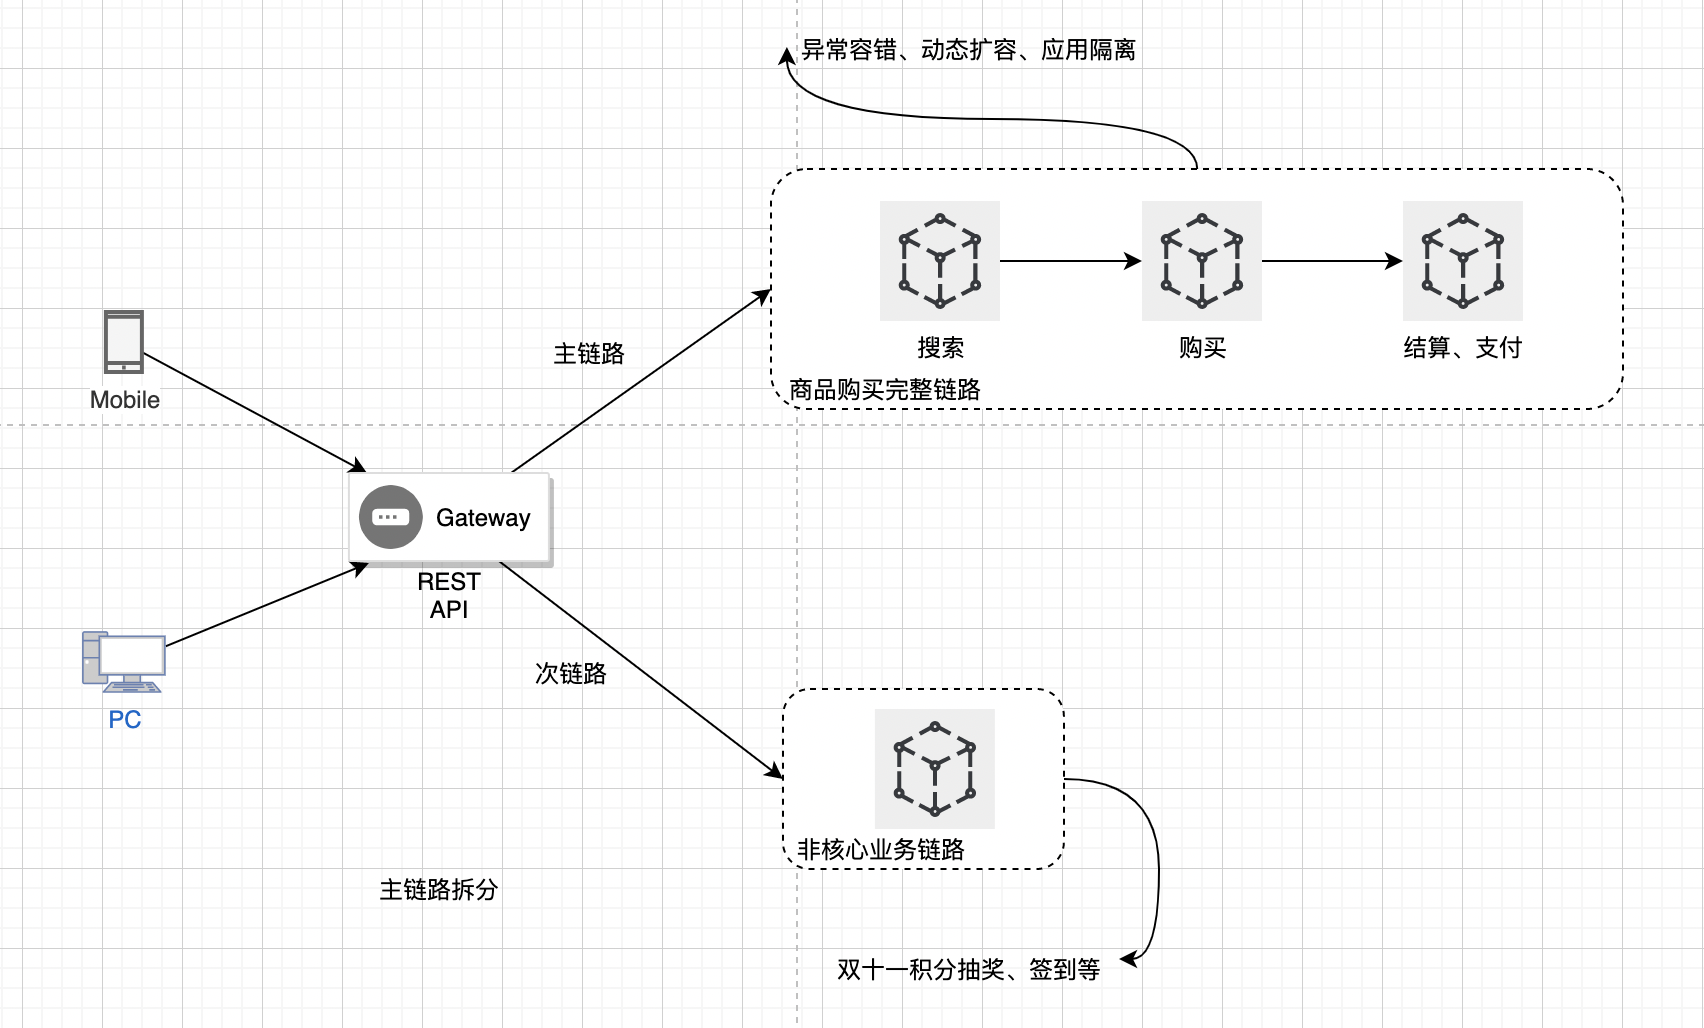 异常容错、动态扩容、应用隔离
搜索
购买
结算、支付
商品购买完整链路
主链路
Mobile
Gateway
REST
API
次链路
PC
非核心业务链路
主链路拆分
双十一积分抽奖、签到等